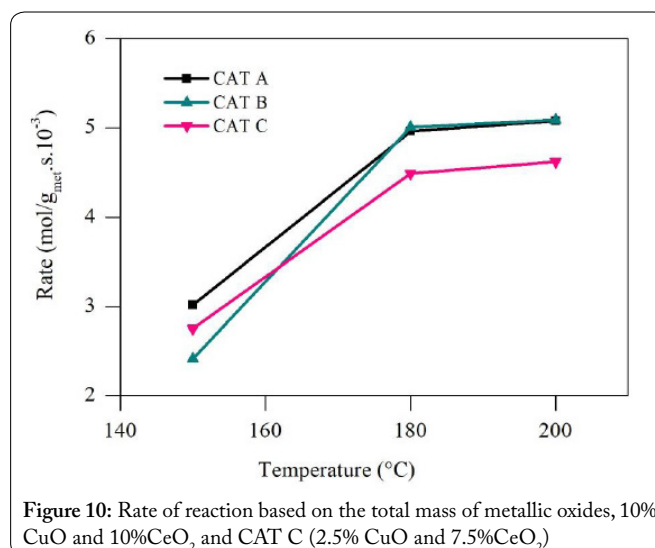 6
CAT A
CAT B
CAT C
5
4
3
2
Rate (mol/g_met.s.10^-3)
140 160 180 200
Temperature (°C)
Figure 10: Rate of reaction based on the total mass of metallic oxides, 10%
CuO and 10%CeO₂ and CAT C (2.5% CuO and 7.5%CeO₂)